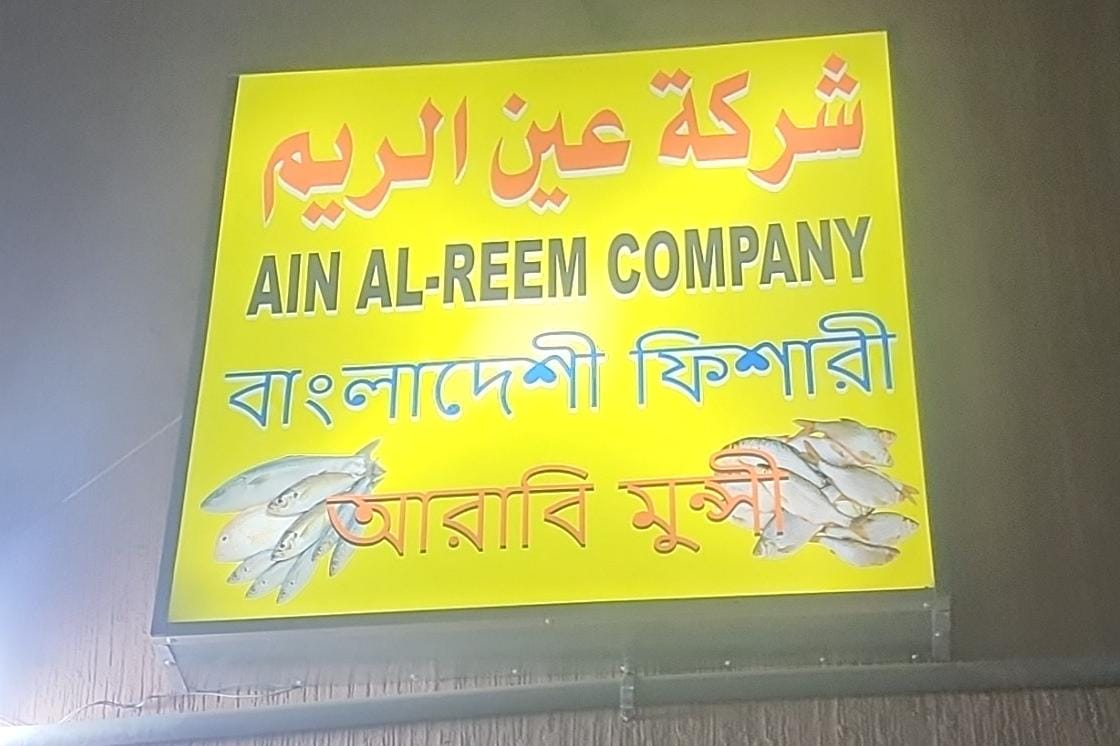 شركة عين الريم
AIN AL-REEM COMPANY
বাংলাদেশী ফিশারী
আরাবি মুন্সী